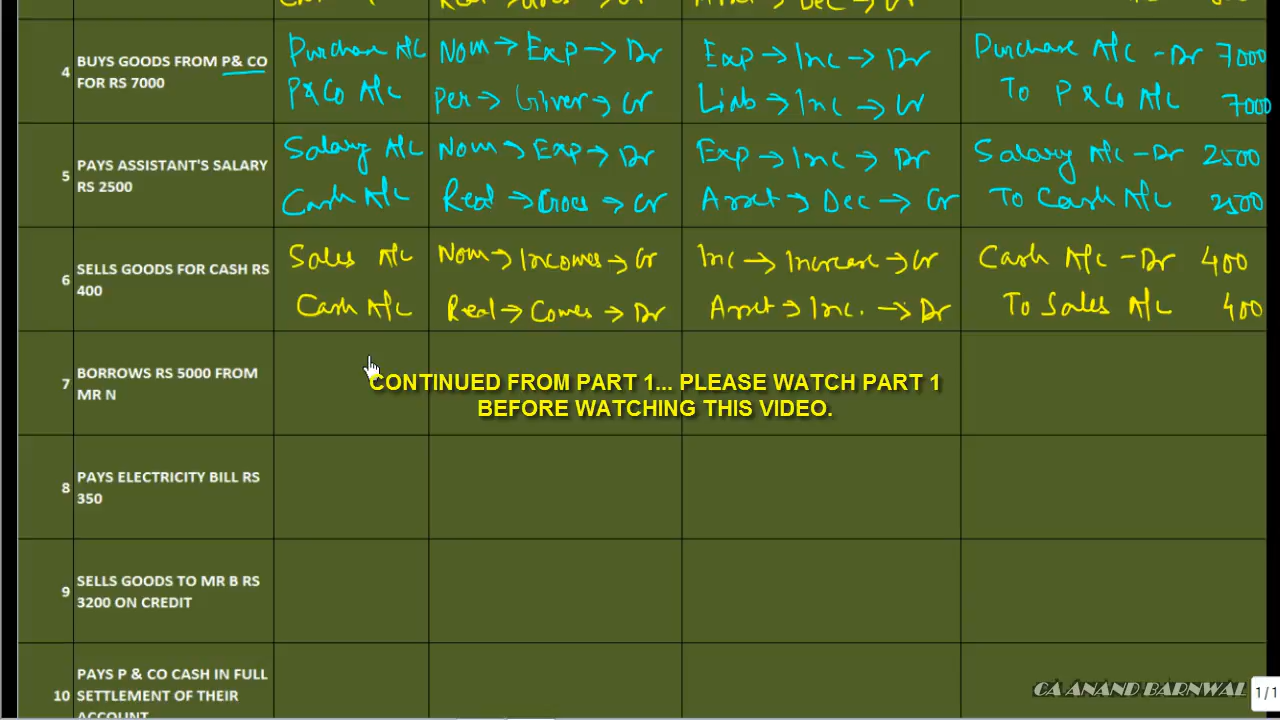 4 BUYS GOODS FROM P& CO FOR RS 7000
Purchase A/c Nom → Exp → Dr Exp → Inc → Dr Purchase A/c - Dr 7000
P&Co A/c Per → Giver → Cr Liab → Inc → Cr To P & Co A/c 7000
5 PAYS ASSISTANT'S SALARY RS 2500
Salary A/c Nom → Exp → Dr Exp → Inc → Dr Salary A/c - Dr 2500
Cash A/c Real → Goes → Cr Asset → Dec → Cr To Cash A/c 2500
6 SELLS GOODS FOR CASH RS 400
Sales A/c Nom → Incomes → Cr Inc → Increase → Cr Cash A/c - Dr 400
Cash A/c Real → Comes → Dr Asset → Inc. → Dr To Sales A/c 400
7 BORROWS RS 5000 FROM MR N
CONTINUED FROM PART 1... PLEASE WATCH PART 1
BEFORE WATCHING THIS VIDEO.
8 PAYS ELECTRICITY BILL RS 350
9 SELLS GOODS TO MR B RS 3200 ON CREDIT
10 PAYS P & CO CASH IN FULL SETTLEMENT OF THEIR ACCOUNT
CA ANAND BARNWAL
1/1